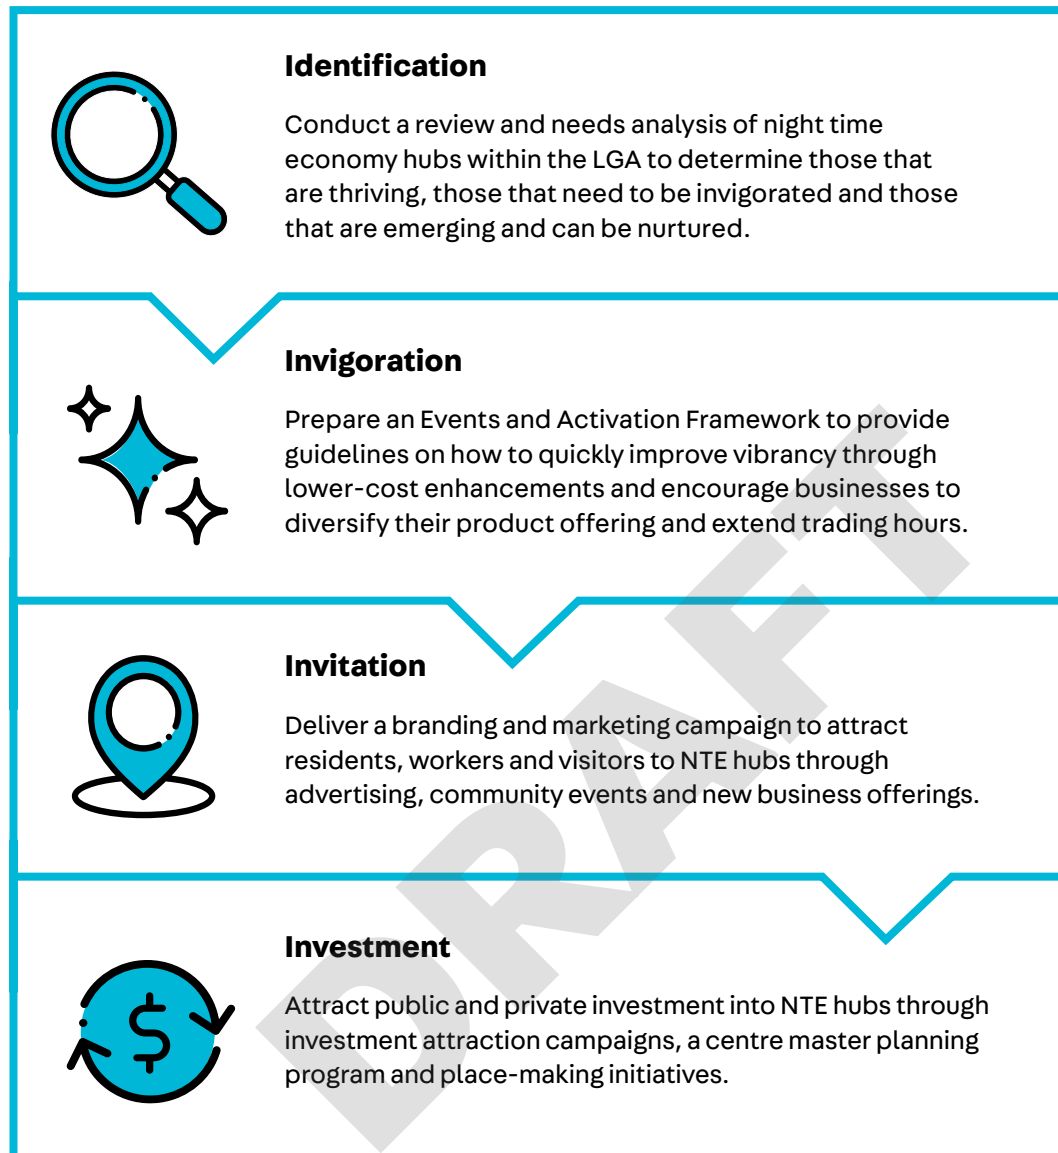 Identification
Conduct a review and needs analysis of night time
economy hubs within the LGA to determine those that
are thriving, those that need to be invigorated and those
that are emerging and can be nurtured.
Invigoration
Prepare an Events and Activation Framework to provide
guidelines on how to quickly improve vibrancy through
lower-cost enhancements and encourage businesses to
diversify their product offering and extend trading hours.
Invitation
Deliver a branding and marketing campaign to attract
residents, workers and visitors to NTE hubs through
advertising, community events and new business offerings.
Investment
$
Attract public and private investment into NTE hubs through
investment attraction campaigns, a centre master planning
program and place-making initiatives.
DRAFT